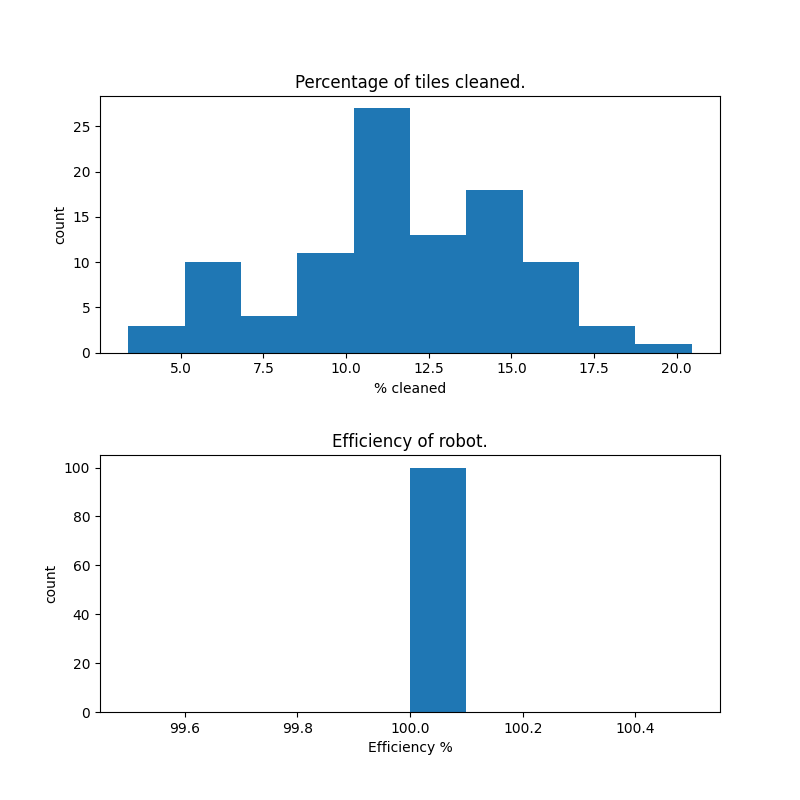 Percentage of tiles cleaned.
25
20
15
10
5
0
count
5.0 7.5 10.0 12.5 15.0 17.5 20.0
% cleaned
Efficiency of robot.
100
80
60
40
20
0
count
99.6 99.8 100.0 100.2 100.4
Efficiency %